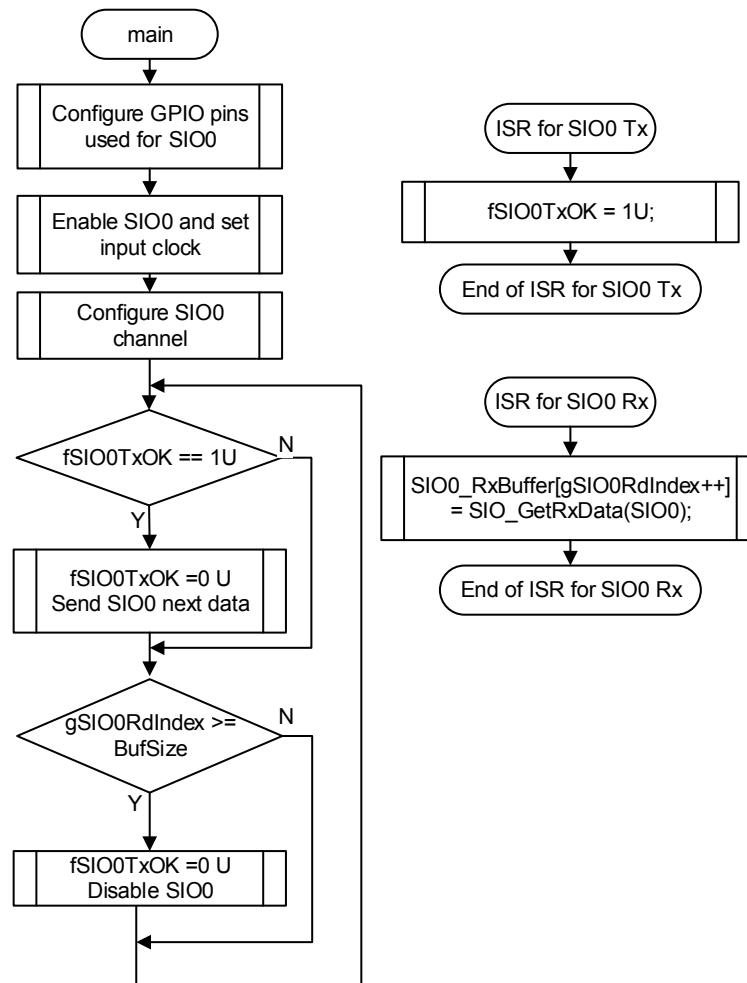 main
Configure GPIO pins
used for SIO0
Enable SIO0 and set
input clock
Configure SIO0
channel
fSIO0TxOK == 1U
N
Y
fSIO0TxOK =0 U
Send SIO0 next data
gSIO0RdIndex >=
BufSize
N
Y
fSIO0TxOK =0 U
Disable SIO0
ISR for SIO0 Tx
fSIO0TxOK = 1U;
End of ISR for SIO0 Tx
ISR for SIO0 Rx
SIO0_RxBuffer[gSIO0RdIndex++]
= SIO_GetRxData(SIO0);
End of ISR for SIO0 Rx